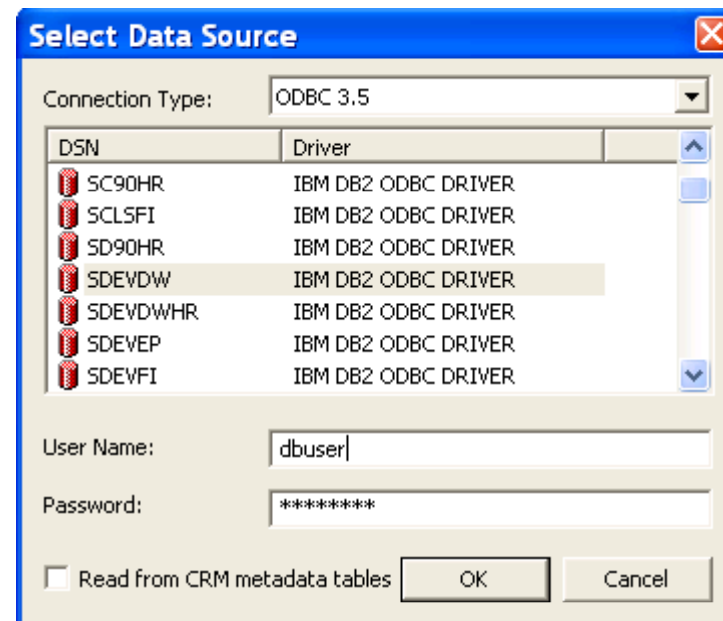 Select Data Source
Connection Type: ODBC 3.5
DSN Driver
SC90HR IBM DB2 ODBC DRIVER
SCLSFI IBM DB2 ODBC DRIVER
SD90HR IBM DB2 ODBC DRIVER
SDEVDW IBM DB2 ODBC DRIVER
SDEVDWHR IBM DB2 ODBC DRIVER
SDEVEP IBM DB2 ODBC DRIVER
SDEVFI IBM DB2 ODBC DRIVER
User Name: dbuser
Password: ********
Read from CRM metadata tables OK Cancel